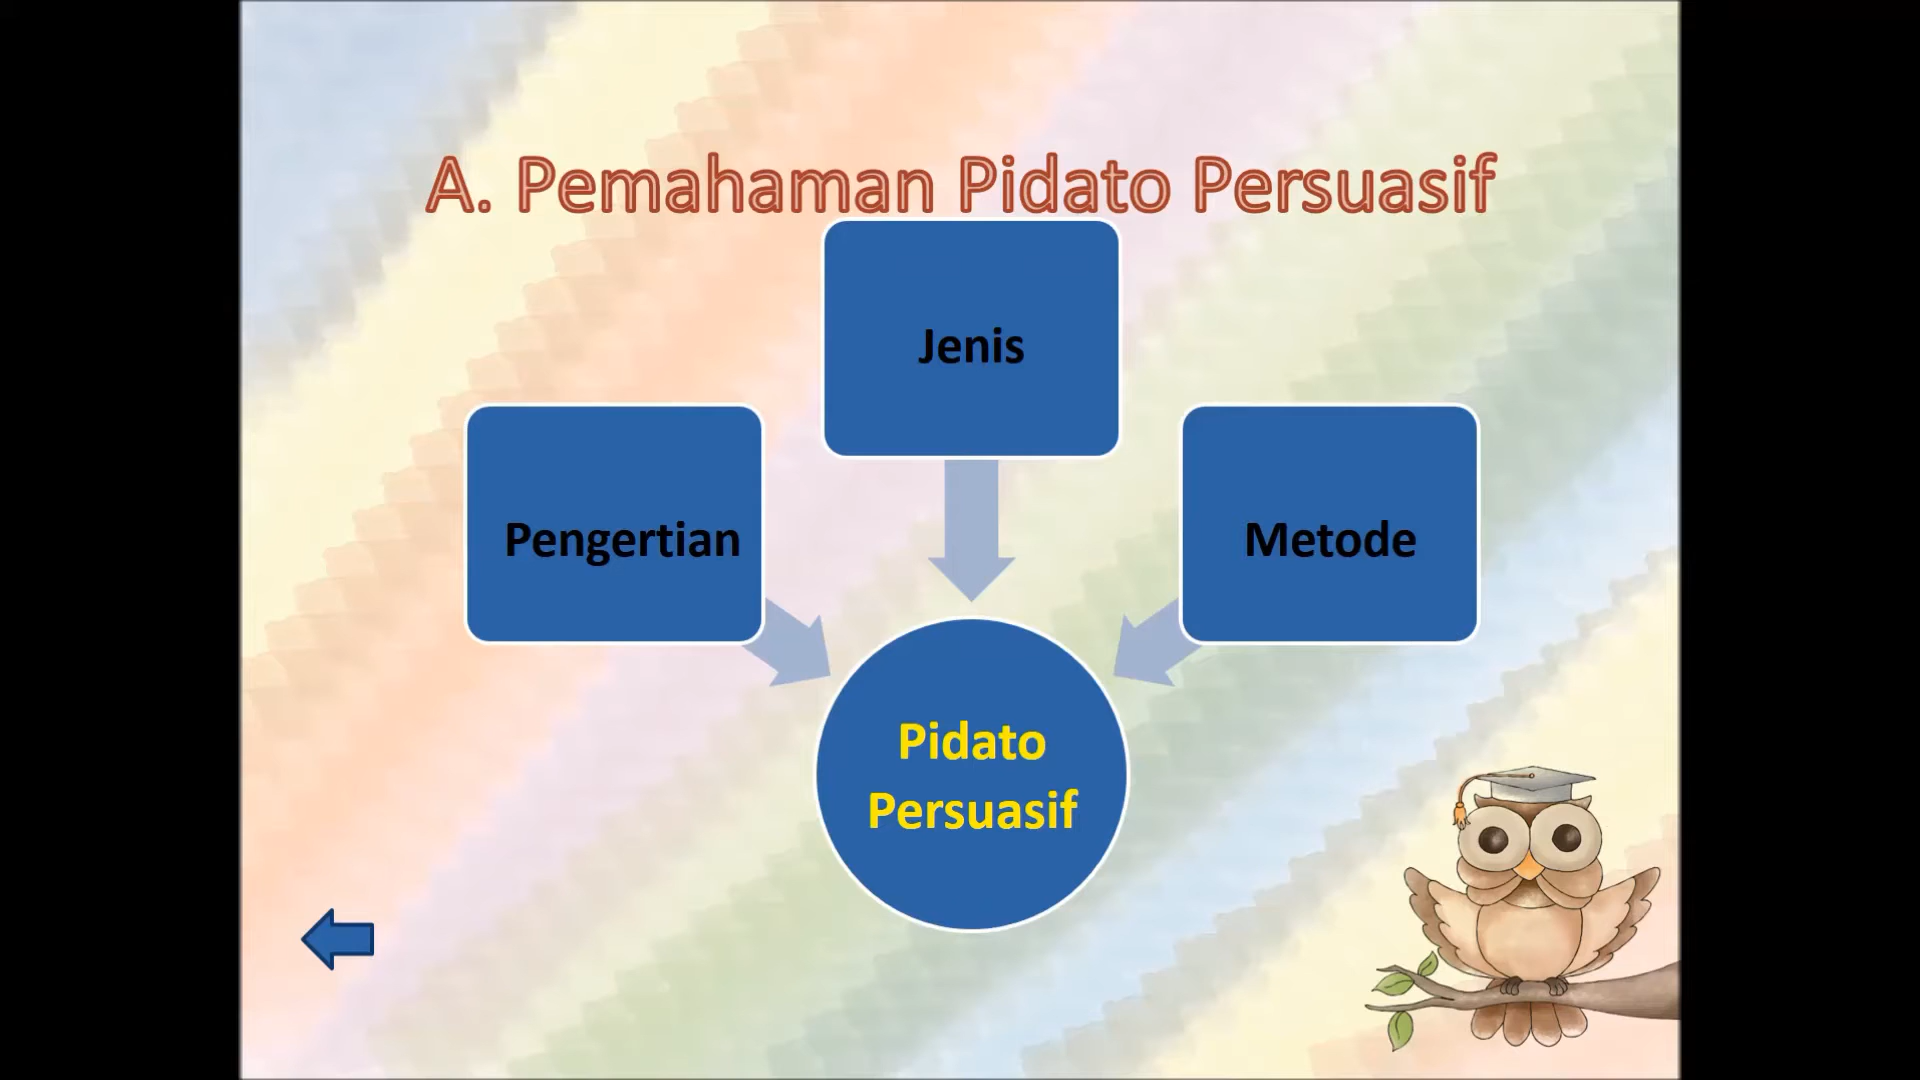 A. Pemahaman Pidato Persuasif
Jenis
Pengertian
Metode
Pidato
Persuasif